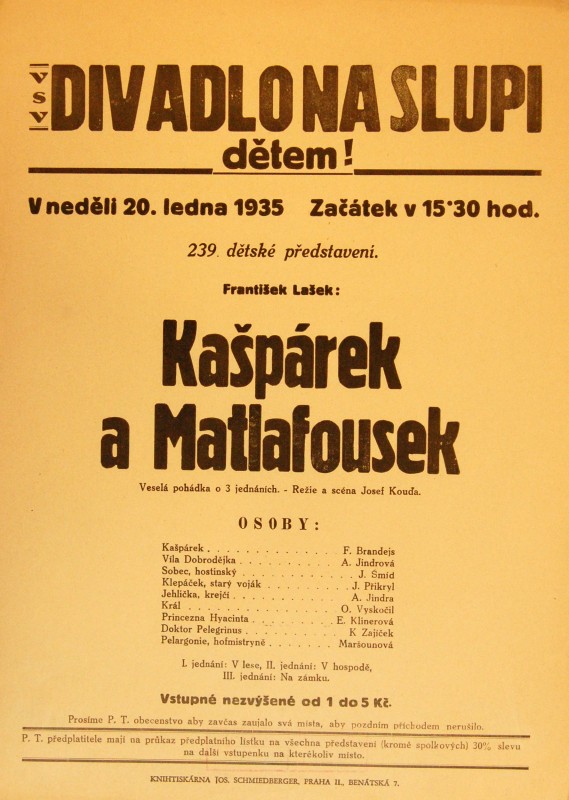 VSV DIVADLO NA SLUPI
dětem!
V neděli 20. ledna 1935 Začátek v 15·30 hod.
239. dětské představení.
František Lašek:
Kašpárek
a Matlafousek
Veselá pohádka o 3 jednáních. - Režie a scéna Josef Kouďa.
OSOBY:
Kašpárek . . . . . . . . . . . . . . F. Brandejs
Víla Dobrodějka . . . . . . . . . . . A. Jindrová
Sobec, hostinský . . . . . . . . . . . . J. Šmíd
Klepáček, starý voják . . . . . . . . . J. Přikryl
Jehlička, krejčí . . . . . . . . . . . . A. Jindra
Král . . . . . . . . . . . . . . . O. Vyskočil
Princezna Hyacinta . . . . . . . . . E. Klinerová
Doktor Pelegrinus . . . . . . . . . . K Zajíček
Pelargonie, hofmistryně . . . . . . . . Maršounová
I. jednání: V lese, II. jednání: V hospodě,
III. jednání: Na zámku.
Vstupné nezvýšené od 1 do 5 Kč.
Prosíme P. T. obecenstvo aby zavčas zaujalo svá místa, aby pozdním příchodem nerušilo.
P. T. předplatitelé mají na průkaz předplatního lístku na všechna představení (kromě spolkových) 30% slevu
na další vstupenku na kterékoliv místo.
KNIHTISKÁRNA JOS. SCHMIEDBERGER, PRAHA II., BENÁTSKÁ 7.